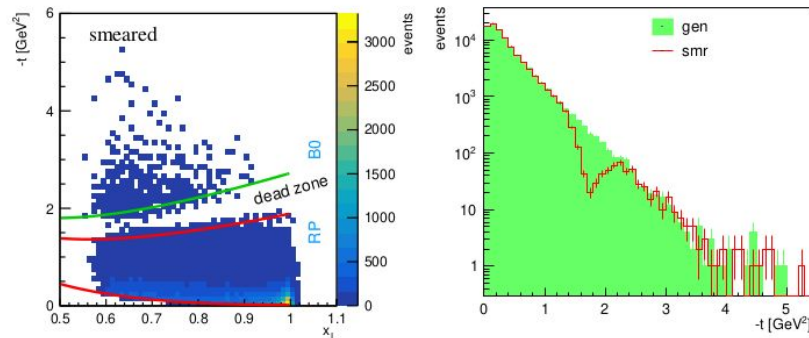 smeared
-t [GeV²]
6
4
2
0
B0
dead zone
RP
0.5 0.6 0.7 0.8 0.9 1 1.1
x_L
events
3000
2500
2000
1500
1000
500
0
events
gen
smr
10⁴
10³
10²
10
1
0 1 2 3 4 5
-t [GeV²]